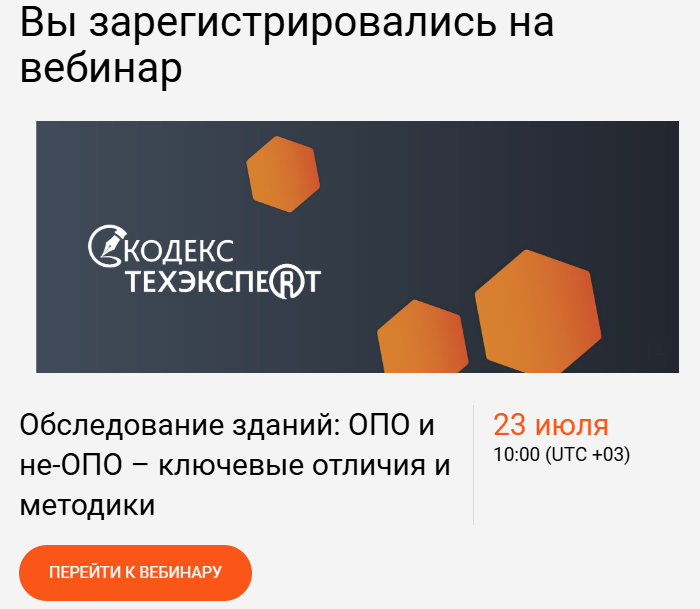 Вы зарегистрировались на
вебинар
КОДЕКС
ТЕХЭКСПЕРТ
Обследование зданий: ОПО и
не-ОПО – ключевые отличия и
методики
23 июля
10:00 (UTC +03)
ПЕРЕЙТИ К ВЕБИНАРУ